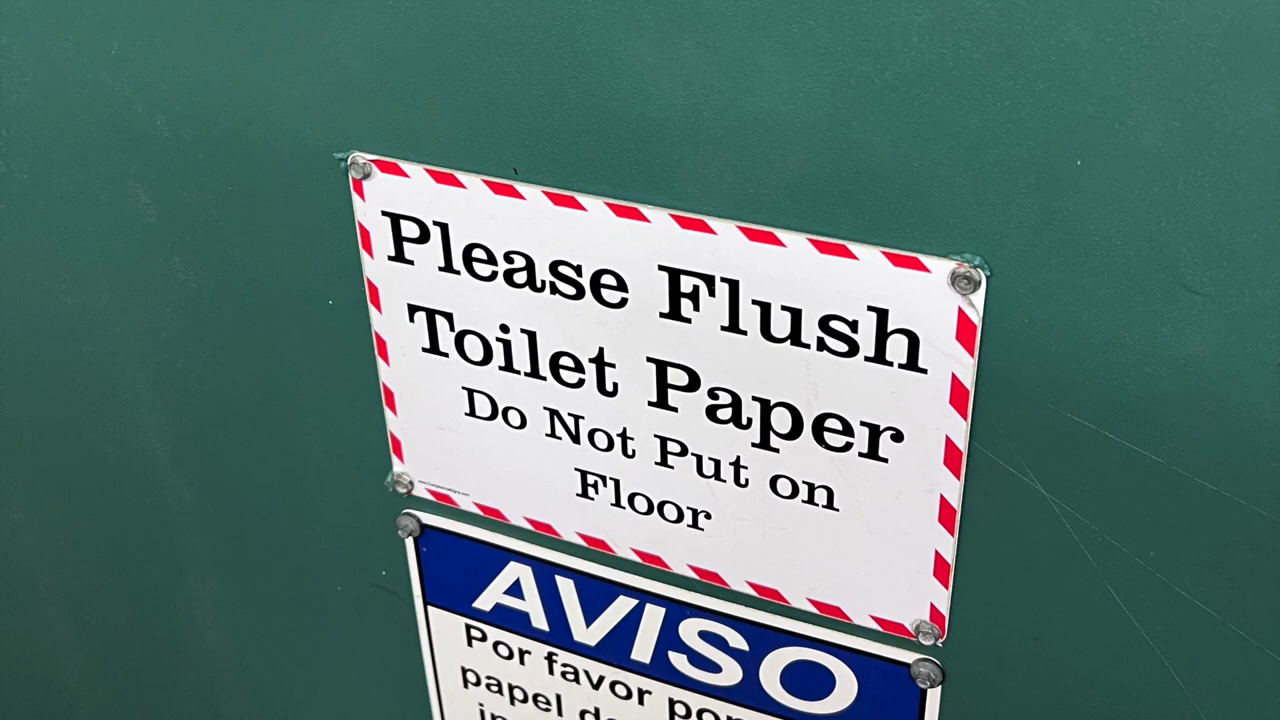 Please Flush
Toilet Paper
Do Not Put on
Floor
AVISO
Por favor
papel